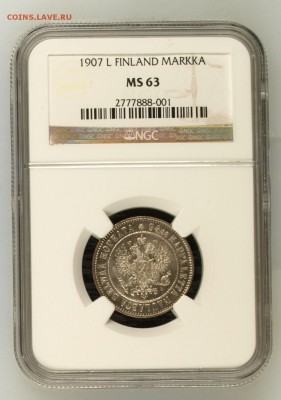 COINS.LAVE.RU
1907 L FINLAND MARKKA
MS 63
2777888-001
NGC